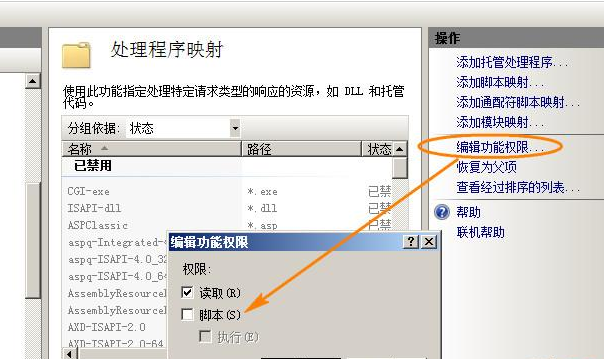 处理程序映射
使用此功能指定处理特定请求类型的响应的资源，如 DLL 和托管
代码。
分组依据: 状态
名称 路径 状态
已禁用
CGI-exe *.exe 已禁
ISAPI-dll *.dll 已禁
ASPClassic *.asp 已禁
aspq-Integrated-4
aspq-ISAPI-4.0_32
aspq-ISAPI-4.0_64
AssemblyResourceL
AssemblyResourceL
AXD-ISAPI-2.0
AXD-ISAPI-2.0-64
编辑功能权限
权限:
读取(R)
脚本(S)
执行(E)
操作
添加托管处理程序...
添加脚本映射...
添加通配符脚本映射...
添加模块映射...
编辑功能权限...
恢复为父项
查看经过排序的列表...
帮助
联机帮助